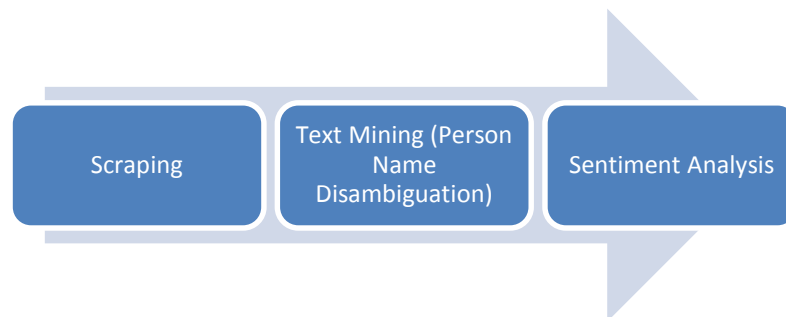 Scraping
Text Mining (Person
Name
Disambiguation)
Sentiment Analysis